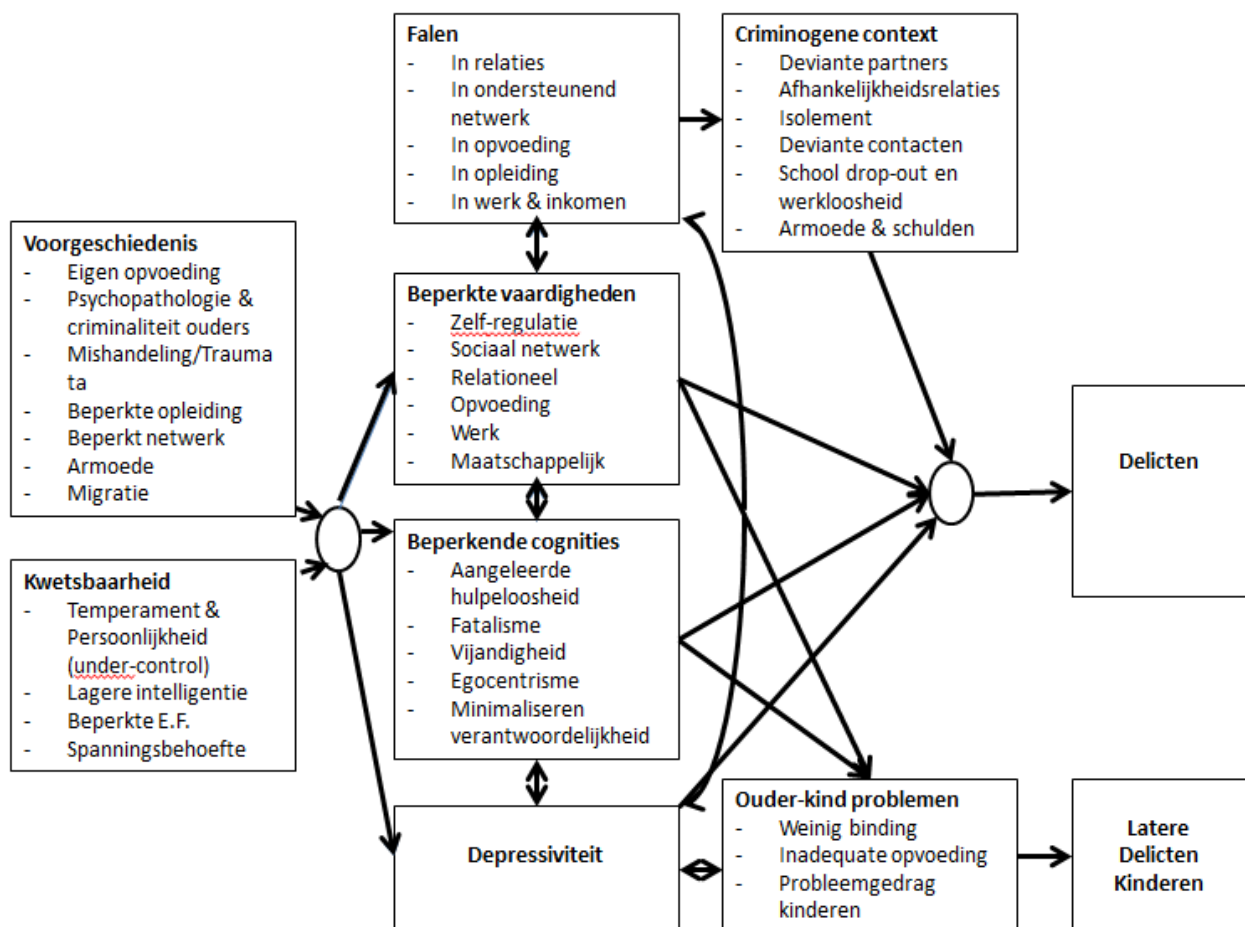 Falen
- In relaties
- In ondersteunend
netwerk
- In opvoeding
- In opleiding
- In werk & inkomen
Criminogene context
- Deviante partners
- Afhankelijkheidsrelaties
- Isolement
- Deviante contacten
- School drop-out en
werkloosheid
- Armoede & schulden
Voorgeschiedenis
- Eigen opvoeding
- Psychopathologie &
criminaliteit ouders
- Mishandeling/Trauma
ta
- Beperkte opleiding
- Beperkt netwerk
- Armoede
- Migratie
Beperkte vaardigheden
- Zelf-regulatie
- Sociaal netwerk
- Relationeel
- Opvoeding
- Werk
- Maatschappelijk
Delicten
Kwetsbaarheid
- Temperament &
Persoonlijkheid
(under-control)
- Lagere intelligentie
- Beperkte E.F.
- Spanningsbehoefte
Beperkende cognities
- Aangeleerde
hulpeloosheid
- Fatalisme
- Vijandigheid
- Egocentrisme
- Minimaliseren
verantwoordelijkheid
Depressiviteit
Ouder-kind problemen
- Weinig binding
- Inadequate opvoeding
- Probleemgedrag
kinderen
Latere
Delicten
Kinderen